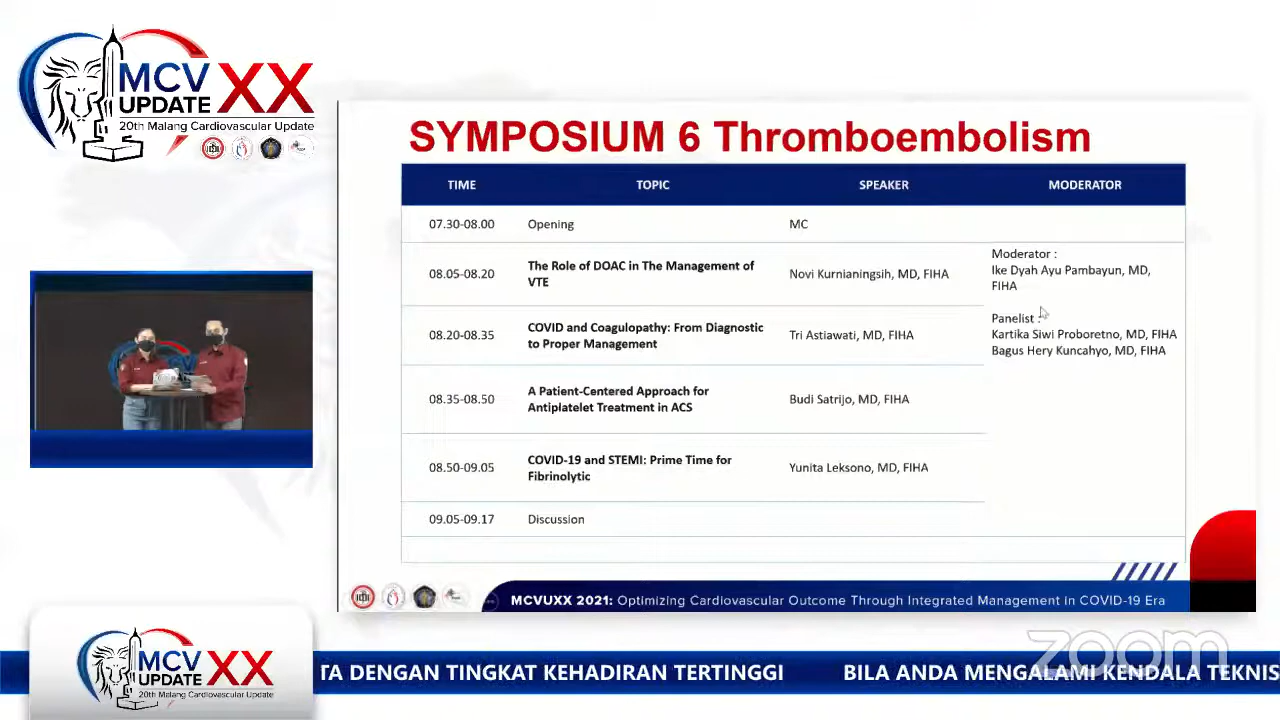 MCV XX
UPDATE
20th Malang Cardiovascular Update
SYMPOSIUM 6 Thromboembolism
TIME TOPIC SPEAKER MODERATOR
07.30-08.00 Opening MC
08.05-08.20 The Role of DOAC in The Management of
VTE
Novi Kurnianingsih, MD, FIHA
Moderator :
Ike Dyah Ayu Pambayun, MD,
FIHA
Panelist :
Kartika Siwi Proboretno, MD, FIHA
Bagus Hery Kuncahyo, MD, FIHA
08.20-08.35 COVID and Coagulopathy: From Diagnostic
to Proper Management
Tri Astiawati, MD, FIHA
08.35-08.50 A Patient-Centered Approach for
Antiplatelet Treatment in ACS
Budi Satrijo, MD, FIHA
08.50-09.05 COVID-19 and STEMI: Prime Time for
Fibrinolytic
Yunita Leksono, MD, FIHA
09.05-09.17 Discussion
MCVUXX 2021: Optimizing Cardiovascular Outcome Through Integrated Management in COVID-19 Era
zoom
MCV XX
UPDATE
20th Malang Cardiovascular Update
TA DENGAN TINGKAT KEHADIRAN TERTINGGI BILA ANDA MENGALAMI KENDALA TEKNIS